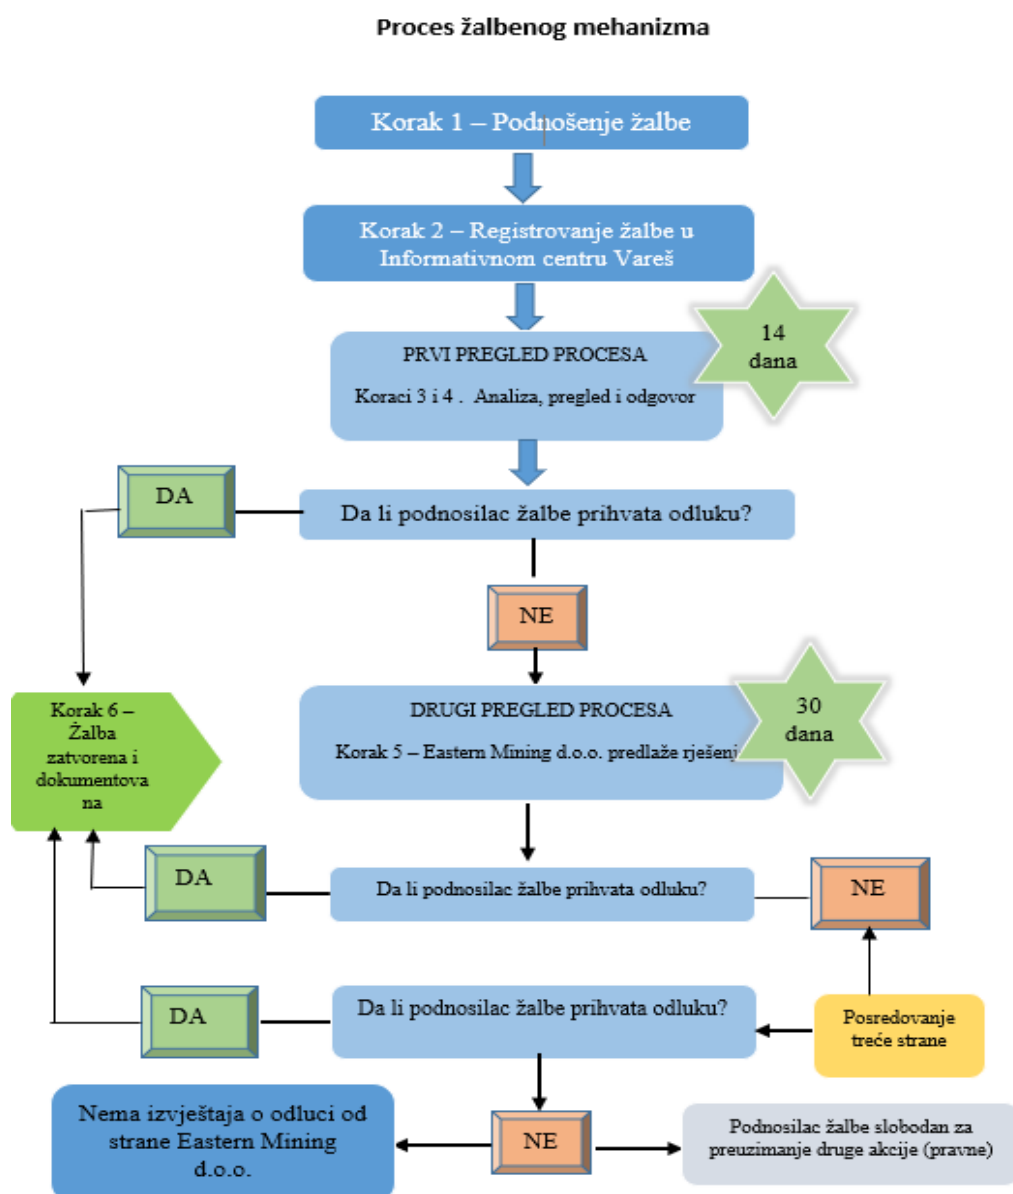 Proces žalbenog mehanizma
Korak 1 – Podnošenje žalbe
Korak 2 – Registrovanje žalbe u
Informativnom centru Vareš
14
dana
PRVI PREGLED PROCESA
Koraci 3 i 4 . Analiza, pregled i odgovor
DA
Da li podnosilac žalbe prihvata odluku?
NE
Korak 6 –
Žalba
zatvorena i
dokumentova
na
DRUGI PREGLED PROCESA
Korak 5 – Eastern Mining d.o.o. predlaže rješenj
30
dana
DA
Da li podnosilac žalbe prihvata odluku?
NE
DA
Da li podnosilac žalbe prihvata odluku?
Posredovanje
treće strane
Nema izvještaja o odluci od
strane Eastern Mining
d.o.o.
NE
Podnosilac žalbe slobodan za
preuzimanje druge akcije (pravne)